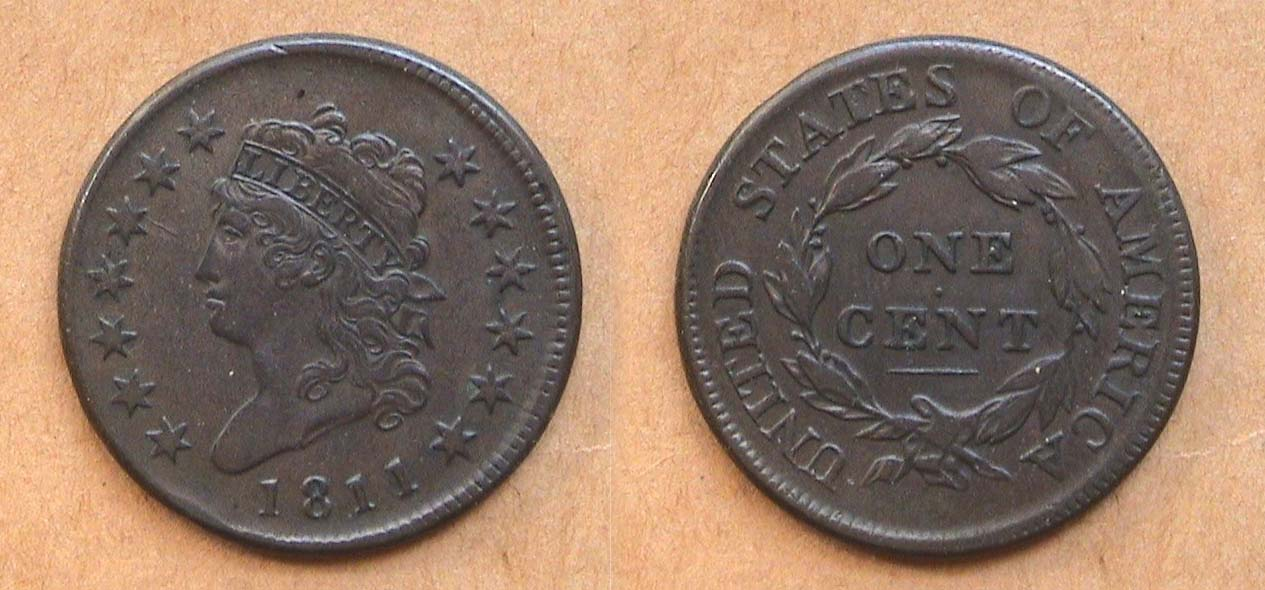 LIBERTY
1811
UNITED STATES OF AMERICA
ONE
CENT